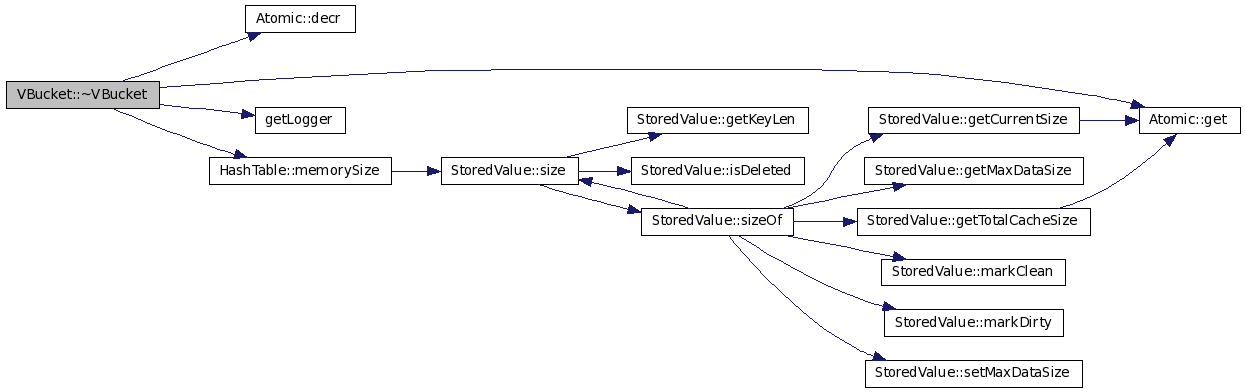 Atomic::decr
VBucket::~VBucket
getLogger
HashTable::memorySize
StoredValue::size
StoredValue::getKeyLen
StoredValue::isDeleted
StoredValue::sizeOf
StoredValue::getCurrentSize
StoredValue::getMaxDataSize
StoredValue::getTotalCacheSize
StoredValue::markClean
StoredValue::markDirty
StoredValue::setMaxDataSize
Atomic::get